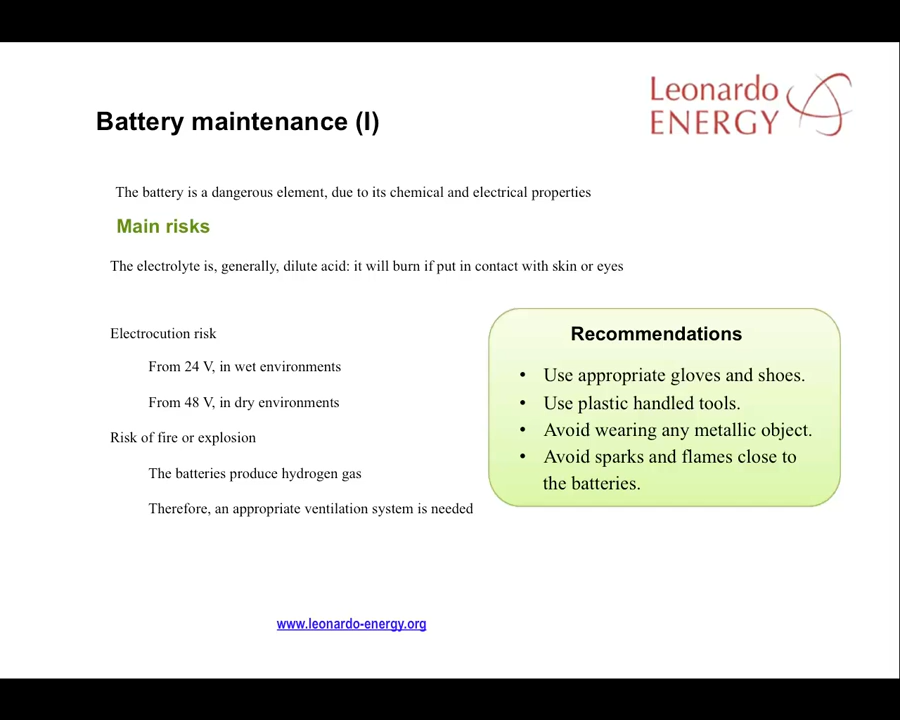 Leonardo
ENERGY
Battery maintenance (I)
The battery is a dangerous element, due to its chemical and electrical properties
Main risks
The electrolyte is, generally, dilute acid: it will burn if put in contact with skin or eyes
Electrocution risk
From 24 V, in wet environments
From 48 V, in dry environments
Risk of fire or explosion
The batteries produce hydrogen gas
Therefore, an appropriate ventilation system is needed
Recommendations
• Use appropriate gloves and shoes.
• Use plastic handled tools.
• Avoid wearing any metallic object.
• Avoid sparks and flames close to
the batteries.
www.leonardo-energy.org